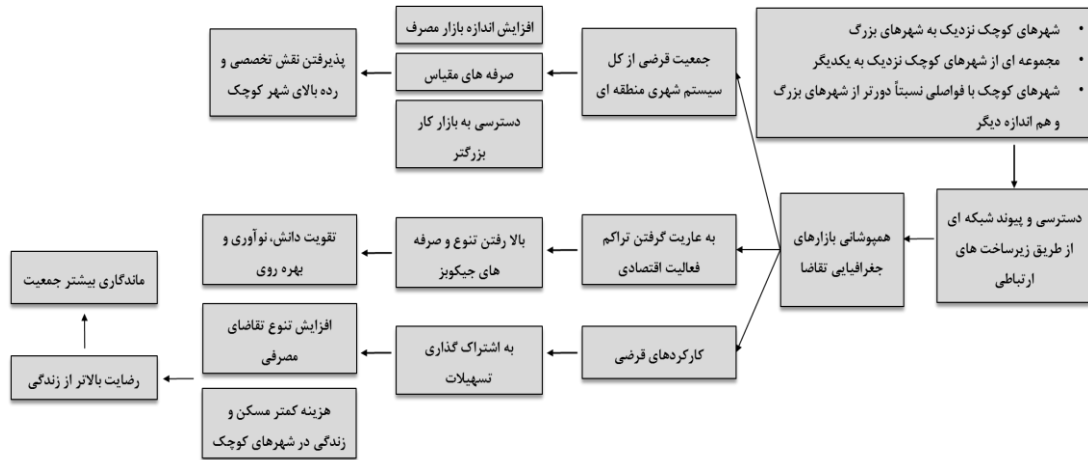 • شهرهای کوچک نزدیک به شهرهای بزرگ
• مجموعه ای از شهرهای کوچک نزدیک به یکدیگر
• شهرهای کوچک با فواصلی نسبتاً دورتر از شهرهای بزرگ
و هم اندازه دیگر
دسترسی و پیوند شبکه ای
از طریق زیرساخت های
ارتباطی
همپوشانی بازارهای
جغرافیایی تقاضا
جمعیت قرضی از کل
سیستم شهری منطقه ای
افزایش اندازه بازار مصرف
صرفه های مقیاس
دسترسی به بازار کار
بزرگتر
پذیرفتن نقش تخصصی و
رده بالای شهر کوچک
به عاریت گرفتن تراکم
فعالیت اقتصادی
بالا رفتن تنوع و صرفه
های جیکوبز
تقویت دانش، نوآوری و
بهره روی
کارکردهای قرضی
به اشتراک گذاری
تسهیلات
افزایش تنوع تقاضای
مصرفی
هزینه کمتر مسکن و
زندگی در شهرهای کوچک
رضایت بالاتر از زندگی
ماندگاری بیشتر جمعیت